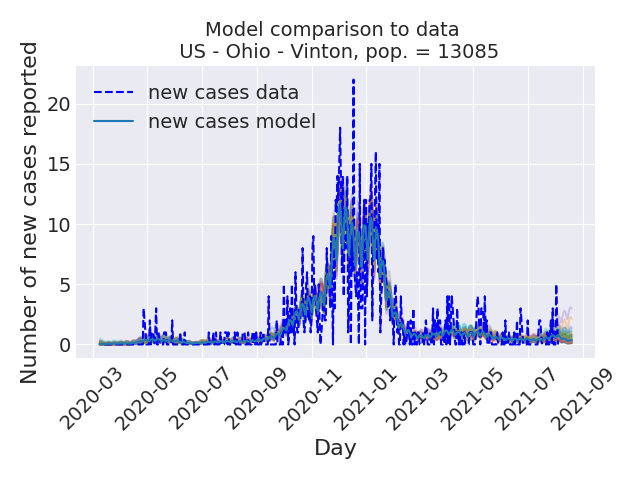 Model comparison to data
US - Ohio - Vinton, pop. = 13085
Number of new cases reported
new cases data
new cases model
20
15
10
5
0
2020-03
2020-05
2020-07
2020-09
2020-11
2021-01
2021-03
2021-05
2021-07
2021-09
Day